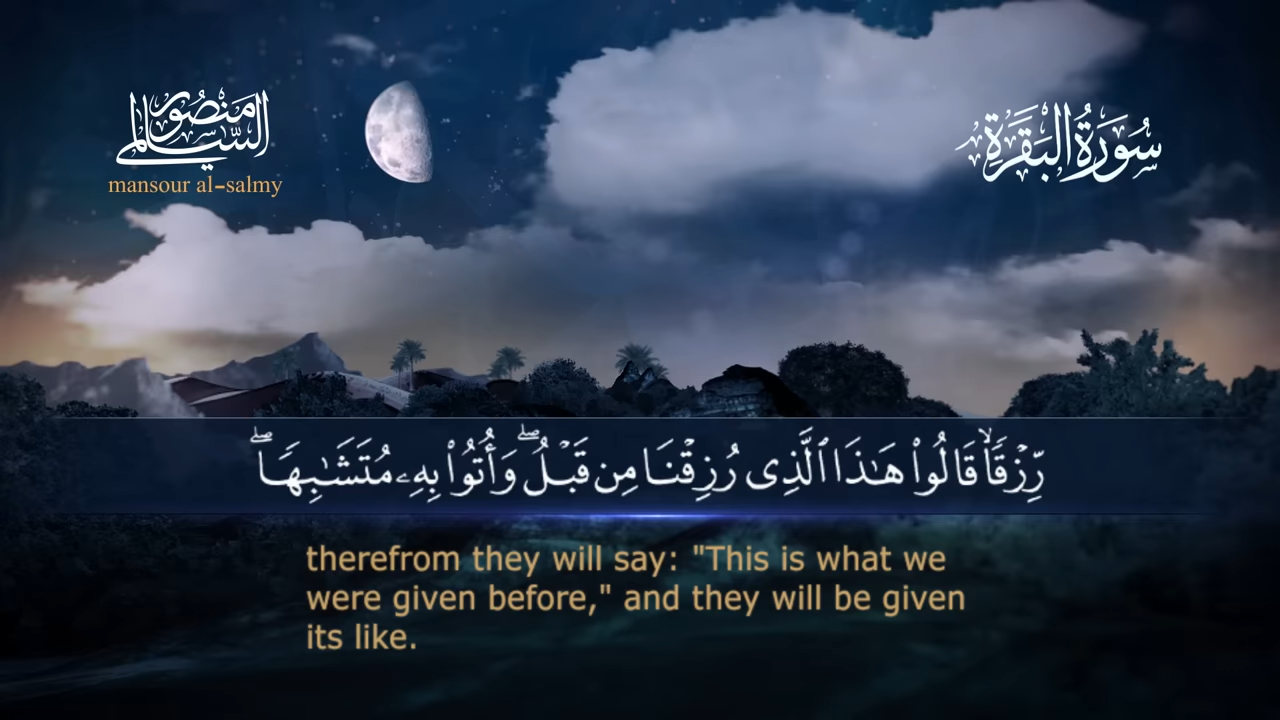 منصور السالمي
mansour al-salmy
سُورَةُ البَقَرَةِ
رِّزْقًۙا قَالُوا۟ هَـٰذَا ٱلَّذِى رُزِقْنَا مِن قَبْلُ ۖ وَأُتُوا۟ بِهِۦ مُتَشَـٰبِهًا ۖ
therefrom they will say: "This is what we
were given before," and they will be given
its like.